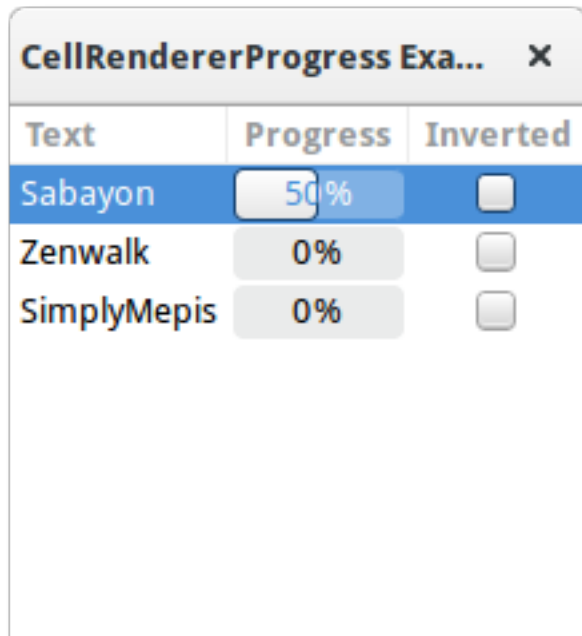 CellRendererProgress Exa...
Text Progress Inverted
Sabayon 50%
Zenwalk 0%
SimplyMepis 0%